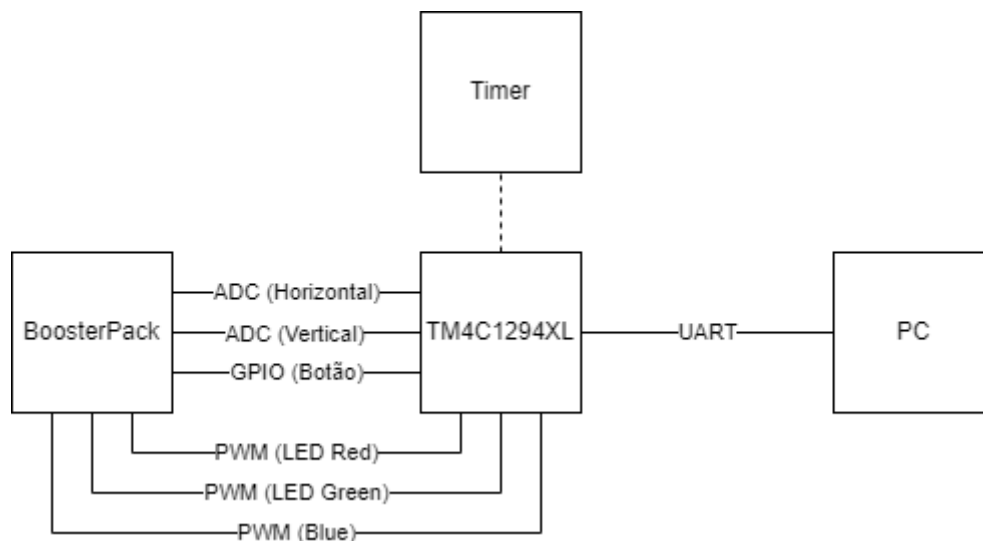 Timer
ADC (Horizontal)
BoosterPack
ADC (Vertical)
TM4C1294XL
UART
PC
GPIO (Botão)
PWM (LED Red)
PWM (LED Green)
PWM (Blue)